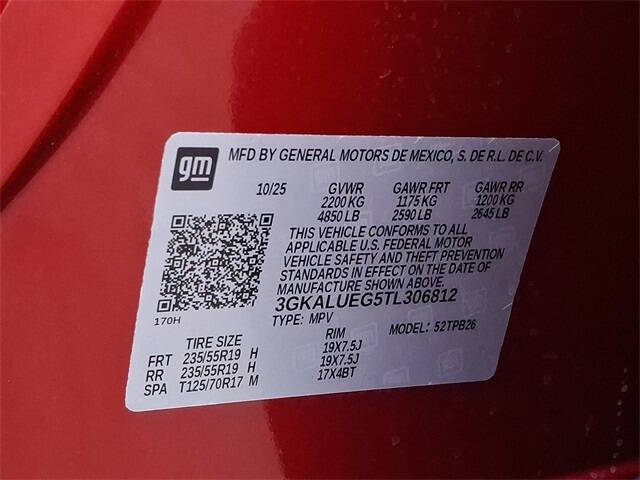 gm MFD BY GENERAL MOTORS DE MEXICO, S. DE R.L. DE C.V.
10/25 GVWR GAWR FRT GAWR RR
2200 KG 1175 KG 1200 KG
4850 LB 2590 LB 2645 LB
THIS VEHICLE CONFORMS TO ALL
APPLICABLE U.S. FEDERAL MOTOR
VEHICLE SAFETY AND THEFT PREVENTION
STANDARDS IN EFFECT ON THE DATE OF
MANUFACTURE SHOWN ABOVE.
3GKALUEG5TL306812
170H
TYPE: MPV MODEL: 52TPB26
TIRE SIZE RIM
FRT 235/55R19 H 19X7.5J
RR 235/55R19 H 19X7.5J
SPA T125/70R17 M 17X4BT